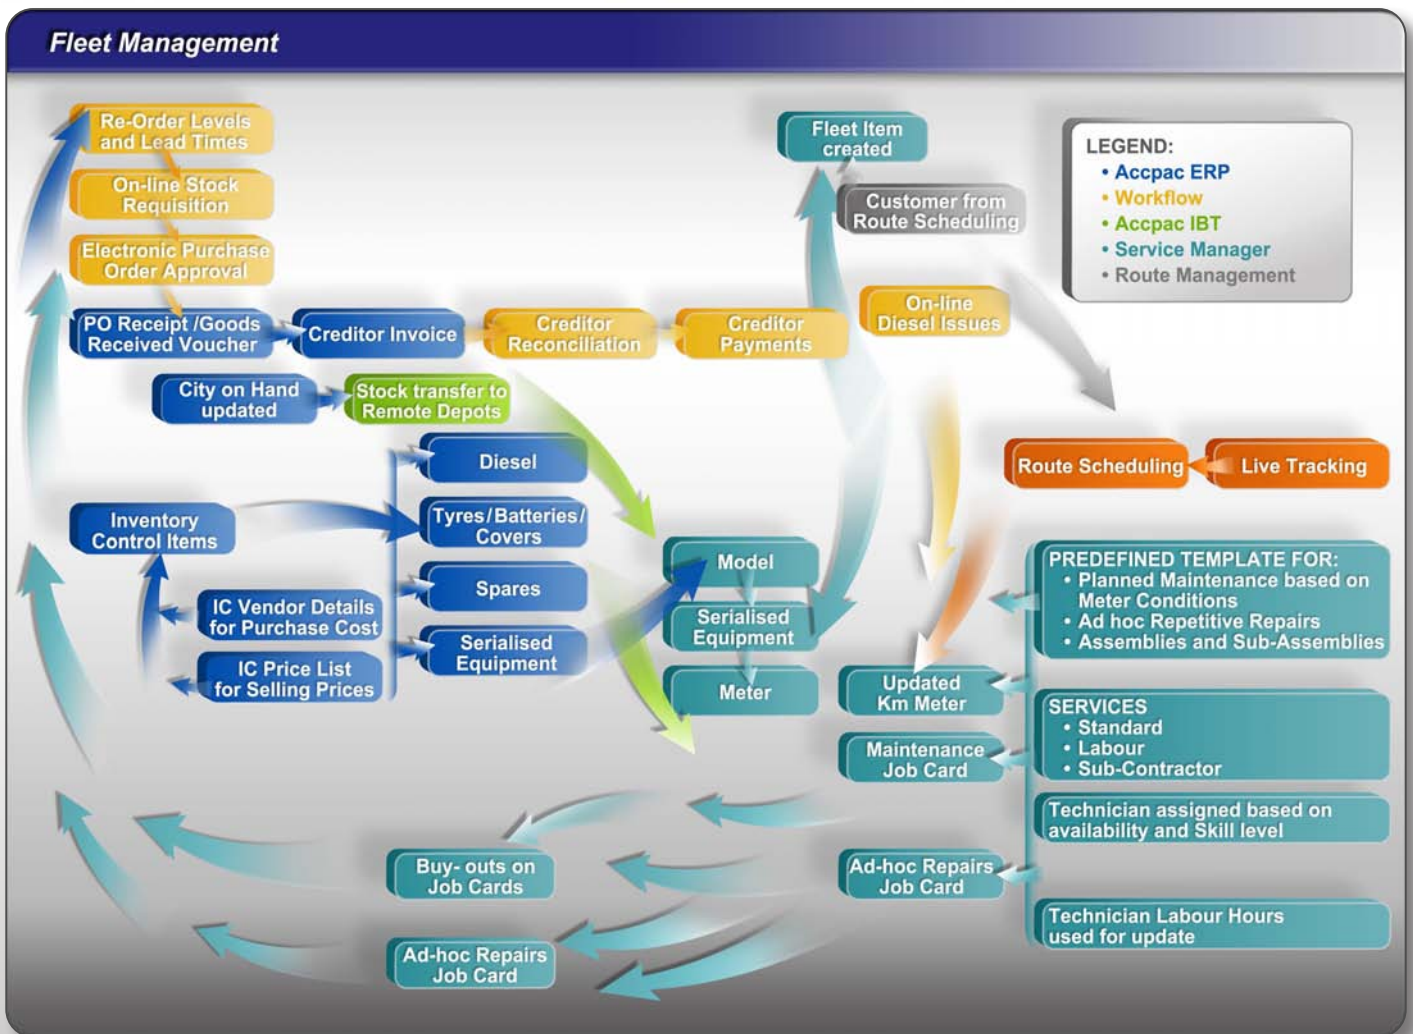 Fleet Management
Re-Order Levels
and Lead Times
On-line Stock
Requisition
Electronic Purchase
Order Approval
PO Receipt /Goods
Received Voucher
Creditor Invoice
Creditor
Reconciliation
Creditor
Payments
City on Hand
updated
Stock transfer to
Remote Depots
Fleet Item
created
Customer from
Route Scheduling
On-line
Diesel Issues
LEGEND:
• Accpac ERP
• Workflow
• Accpac IBT
• Service Manager
• Route Management
Route Scheduling
Live Tracking
Inventory
Control Items
IC Vendor Details
for Purchase Cost
IC Price List
for Selling Prices
Diesel
Tyres/Batteries/
Covers
Spares
Serialised
Equipment
Model
Serialised
Equipment
Meter
Updated
Km Meter
Maintenance
Job Card
Ad-hoc Repairs
Job Card
PREDEFINED TEMPLATE FOR:
• Planned Maintenance based on
Meter Conditions
• Ad hoc Repetitive Repairs
• Assemblies and Sub-Assemblies
SERVICES
• Standard
• Labour
• Sub-Contractor
Technician assigned based on
availability and Skill level
Technician Labour Hours
used for update
Buy- outs on
Job Cards
Ad-hoc Repairs
Job Card